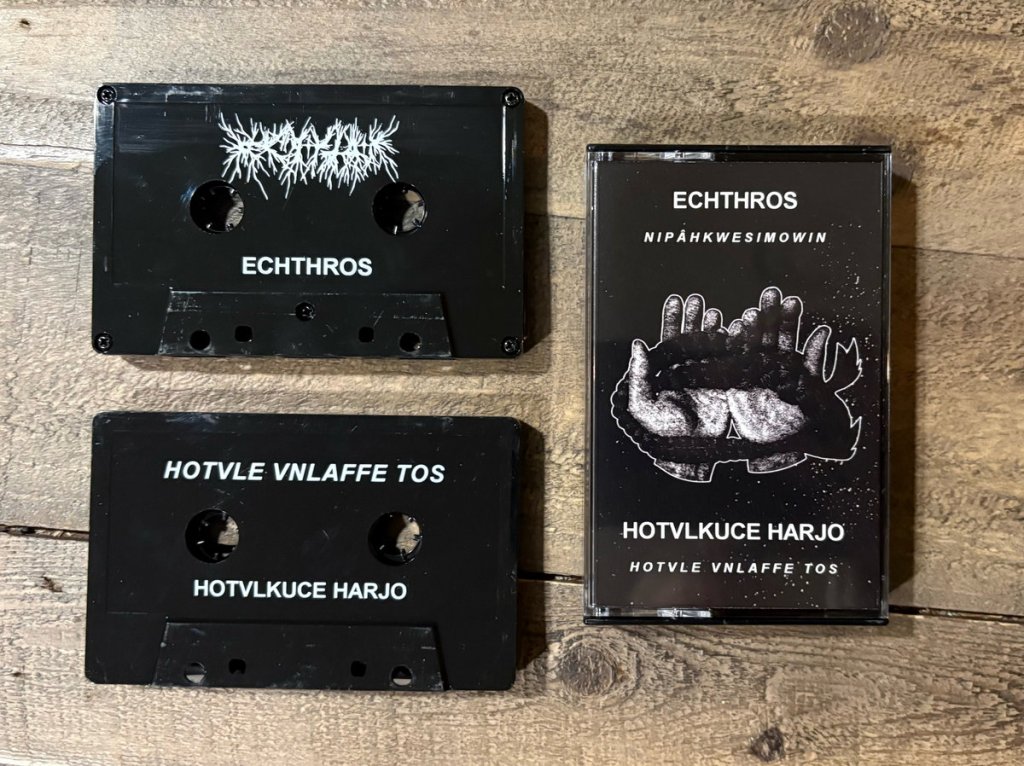 ECHTHROS
HOTVLE VNLAFFE TOS
HOTVLKUCE HARJO
ECHTHROS
NIPÂHKWESIMOWIN
HOTVLKUCE HARJO
HOTVLE VNLAFFE TOS